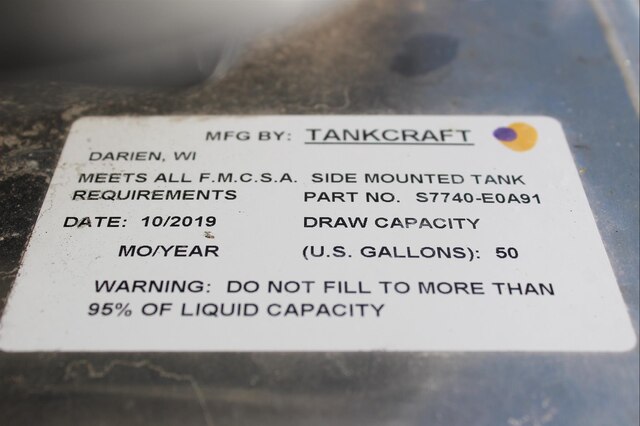 MFG BY: TANKCRAFT
DARIEN, WI
MEETS ALL F.M.C.S.A. SIDE MOUNTED TANK
REQUIREMENTS PART NO. S7740-E0A91
DATE: 10/2019 DRAW CAPACITY
MO/YEAR (U.S. GALLONS): 50
WARNING: DO NOT FILL TO MORE THAN
95% OF LIQUID CAPACITY